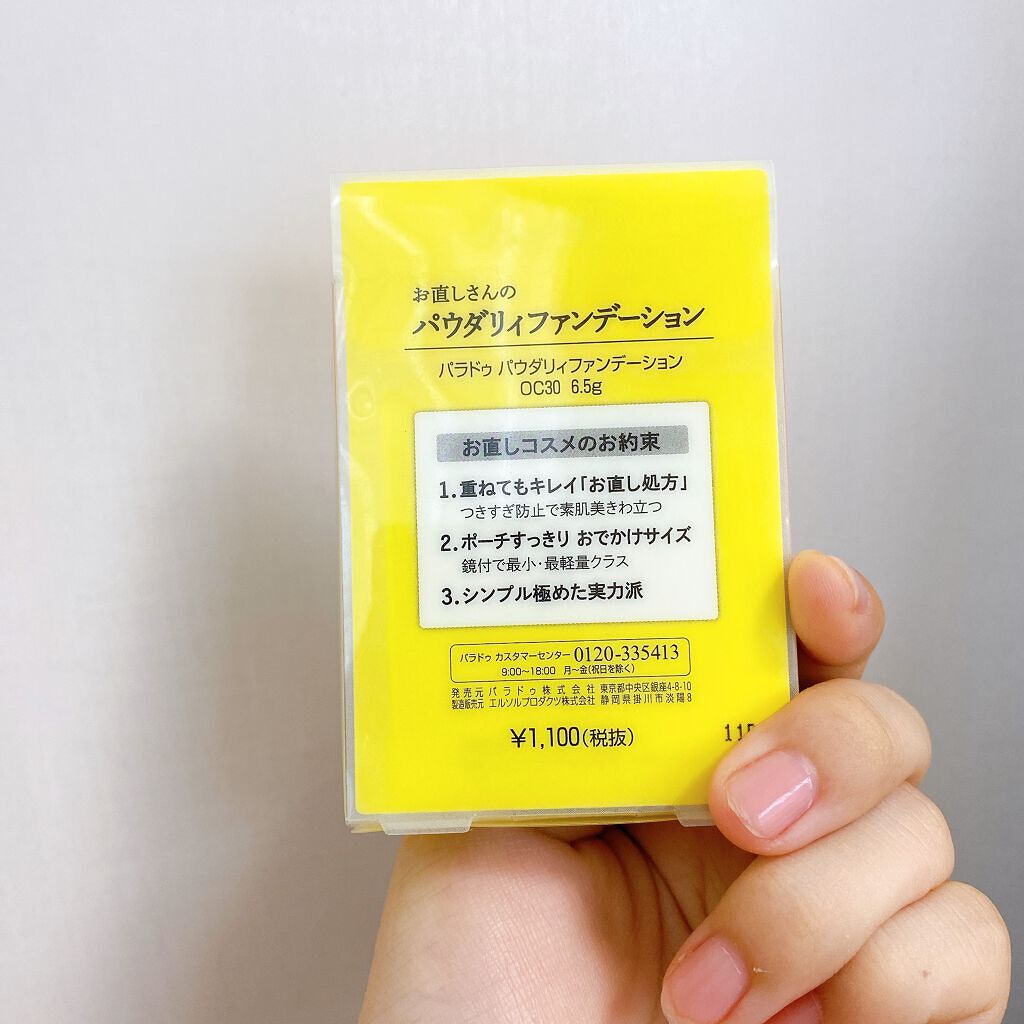 お直しさんの
パウダリィファンデーション
パラドゥ パウダリィファンデーション
OC30 6.5g
お直しコスメのお約束
1.重ねてもキレイ「お直し処方」
つきすぎ防止で素肌美きわ立つ
2.ポーチすっきり おでかけサイズ
鏡付で最小・最軽量クラス
3.シンプル極めた実力派
パラドゥ カスタマーセンター 0120-335413
9:00~18:00 月~金(祝日を除く)
発売元 パラドゥ株式会社 東京都中央区銀座4-8-10
製造販売元 エルソルプロダクツ株式会社 静岡県掛川市淡陽8
¥1,100(税抜)